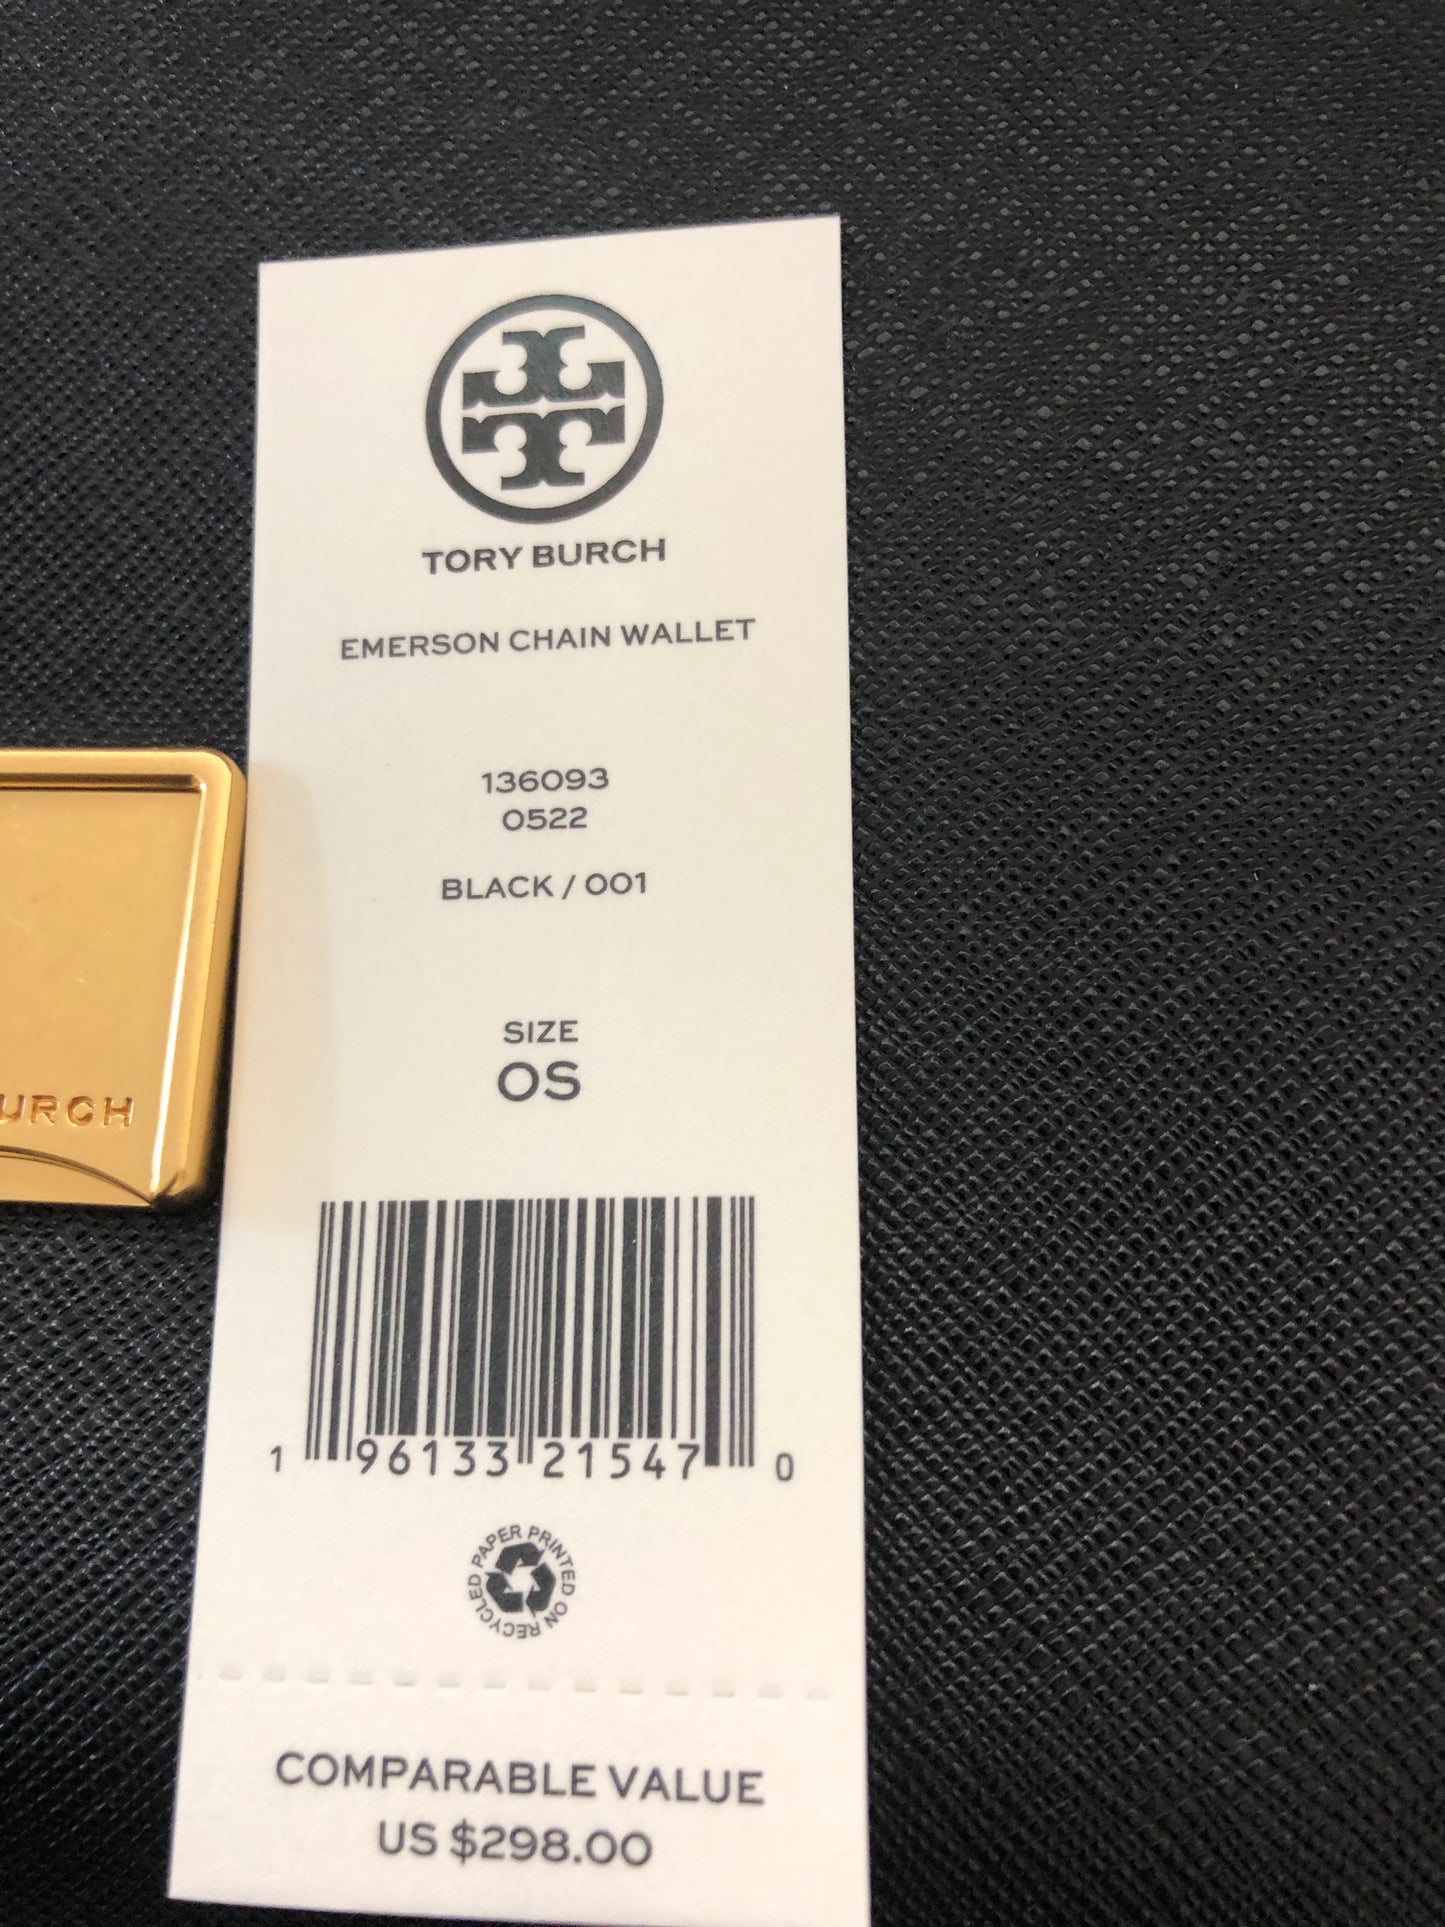 TORY BURCH
EMERSON CHAIN WALLET
136093
0522
BLACK / 001
SIZE
OS
URCH
1 96133 21547 0
RECYCLED PAPER PRINTED ON
COMPARABLE VALUE
US $298.00